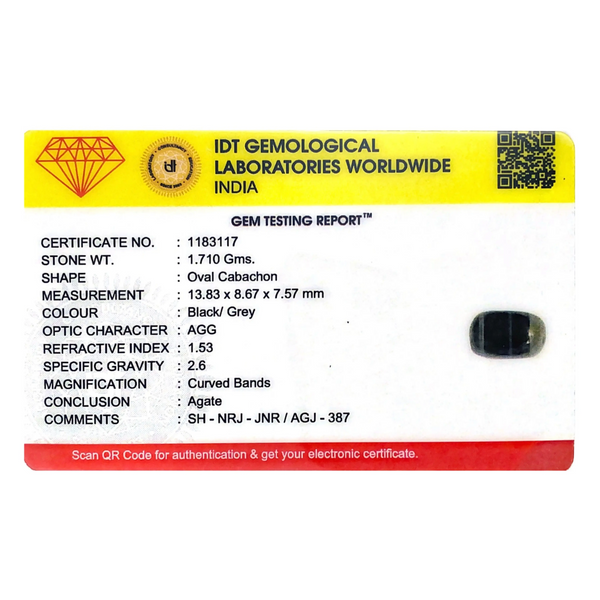 IDT GEMOLOGICAL
LABORATORIES WORLDWIDE
INDIA
GEM TESTING REPORT™
CERTIFICATE NO. : 1183117
STONE WT. : 1.710 Gms.
SHAPE : Oval Cabachon
MEASUREMENT : 13.83 x 8.67 x 7.57 mm
COLOUR : Black/ Grey
OPTIC CHARACTER : AGG
REFRACTIVE INDEX : 1.53
SPECIFIC GRAVITY : 2.6
MAGNIFICATION : Curved Bands
CONCLUSION : Agate
COMMENTS : SH - NRJ - JNR / AGJ - 387
Scan QR Code for authentication & get your electronic certificate.